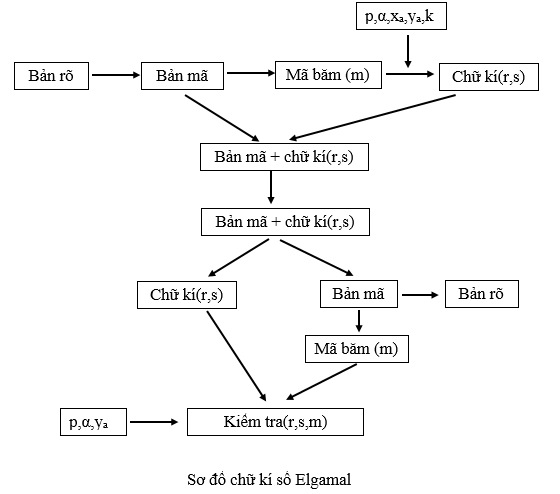 p,α,xₐ,yₐ,k
Bản rõ
Bản mã
Mã băm (m)
Chữ kí(r,s)
Bản mã + chữ kí(r,s)
Bản mã + chữ kí(r,s)
Chữ kí(r,s)
Bản mã
Bản rõ
Mã băm (m)
p,α,yₐ
Kiểm tra(r,s,m)
Sơ đồ chữ kí số Elgamal